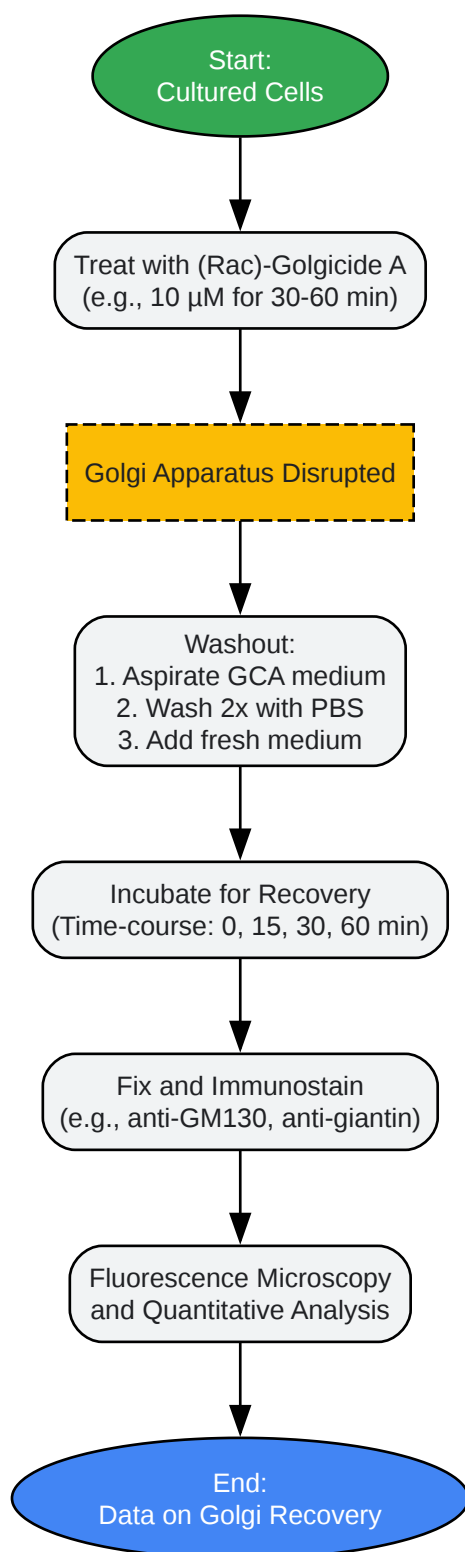 Start:
Cultured Cells
Treat with (Rac)-Golgicide A
(e.g., 10 µM for 30-60 min)
Golgi Apparatus Disrupted
Washout:
1. Aspirate GCA medium
2. Wash 2x with PBS
3. Add fresh medium
Incubate for Recovery
(Time-course: 0, 15, 30, 60 min)
Fix and Immunostain
(e.g., anti-GM130, anti-giantin)
Fluorescence Microscopy
and Quantitative Analysis
End:
Data on Golgi Recovery